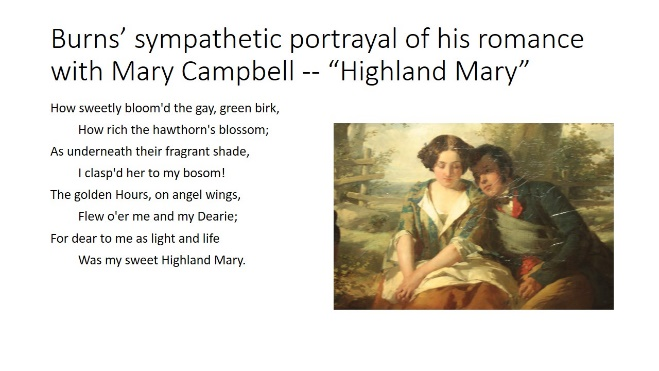 Burns’ sympathetic portrayal of his romance
with Mary Campbell -- “Highland Mary”
How sweetly bloom'd the gay, green birk,
How rich the hawthorn's blossom;
As underneath their fragrant shade,
I clasp'd her to my bosom!
The golden Hours, on angel wings,
Flew o'er me and my Dearie;
For dear to me as light and life
Was my sweet Highland Mary.